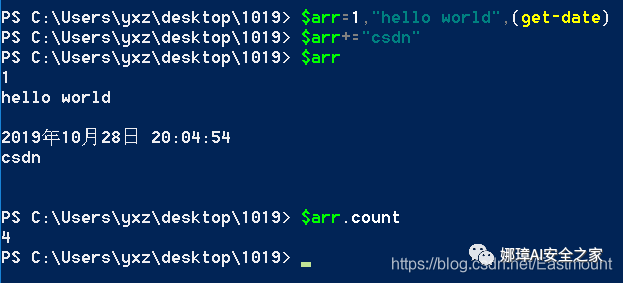 PS C:\Users\yxz\desktop\1019> $arr=1,"hello world",(get-date)
PS C:\Users\yxz\desktop\1019> $arr+="csdn"
PS C:\Users\yxz\desktop\1019> $arr
1
hello world
2019年10月28日 20:04:54
csdn
PS C:\Users\yxz\desktop\1019> $arr.count
4
PS C:\Users\yxz\desktop\1019>
娜璋AI安全之家
https://blog.csdn.net/Eastmount